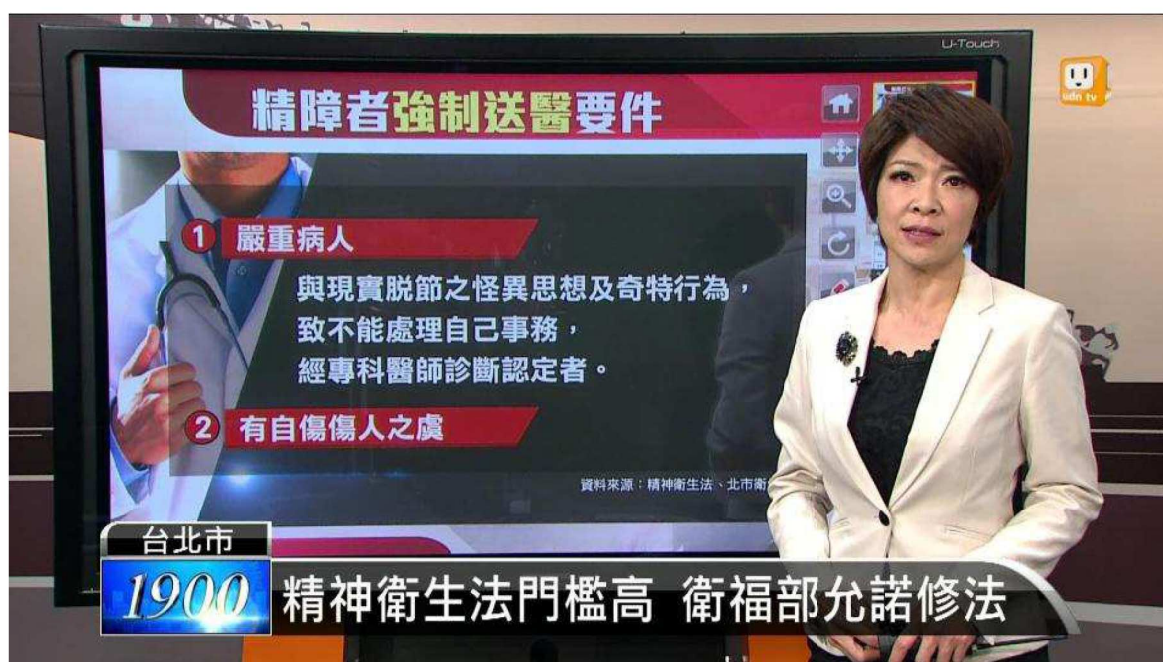 U-Touch
udn tv
精障者強制送醫要件
1 嚴重病人
與現實脱節之怪異思想及奇特行為，
致不能處理自己事務，
經專科醫師診斷認定者。
2 有自傷傷人之虞
資料來源：精神衛生法、北市衛
台北市
1900 精神衛生法門檻高 衛福部允諾修法